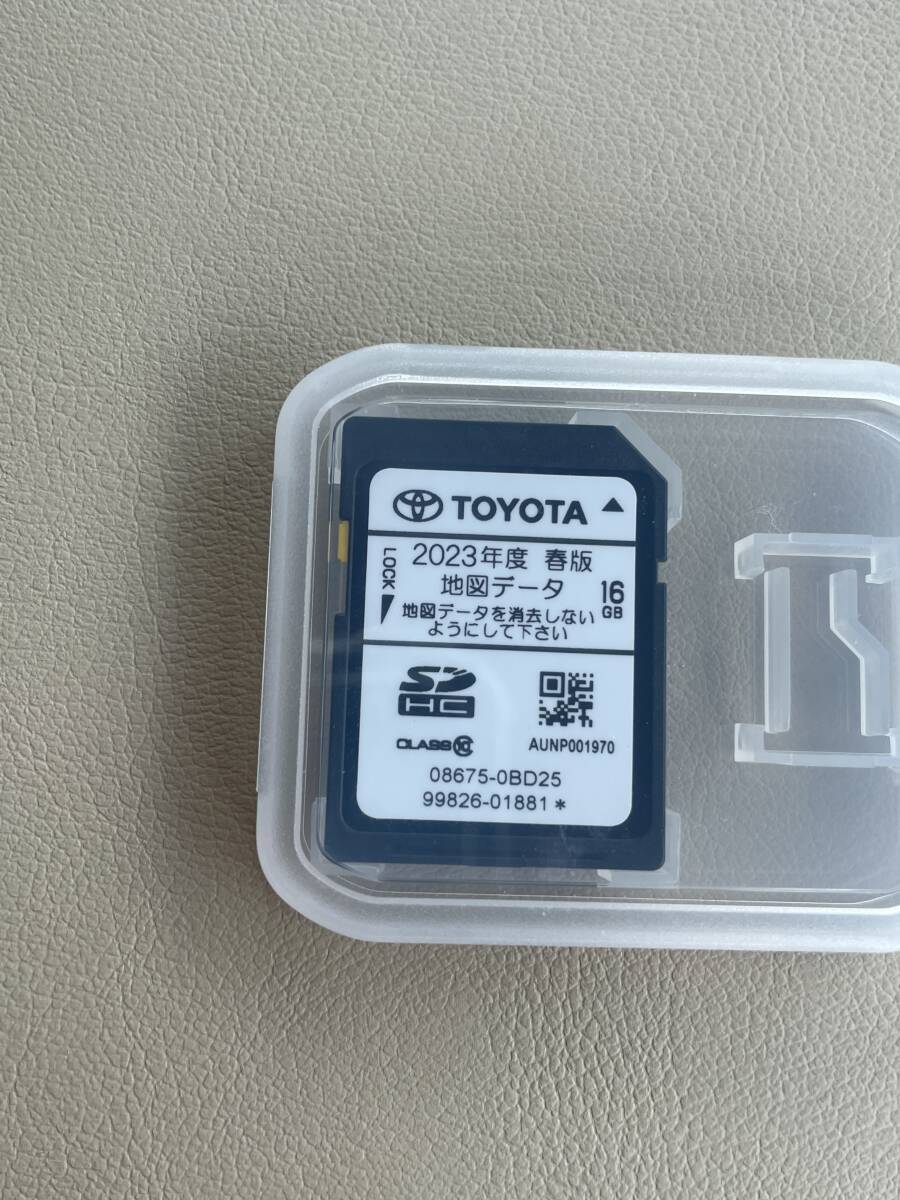 TOYOTA ▲
2023年度 春版
地図データ
16
GB
LOCK
地図データを消去しない
ようにして下さい
SD
HC
CLASS 10
AUNP001970
08675-0BD25
99826-01881＊